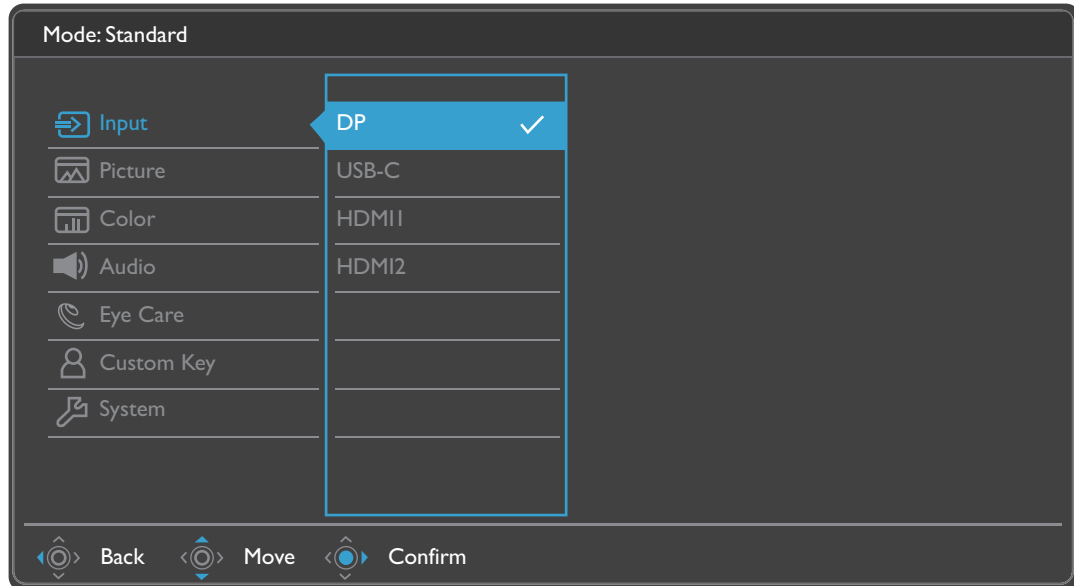 Mode: Standard
Input
DP
Picture
USB-C
Color
HDMI1
Audio
HDMI2
Eye Care
Custom Key
System
Back Move Confirm